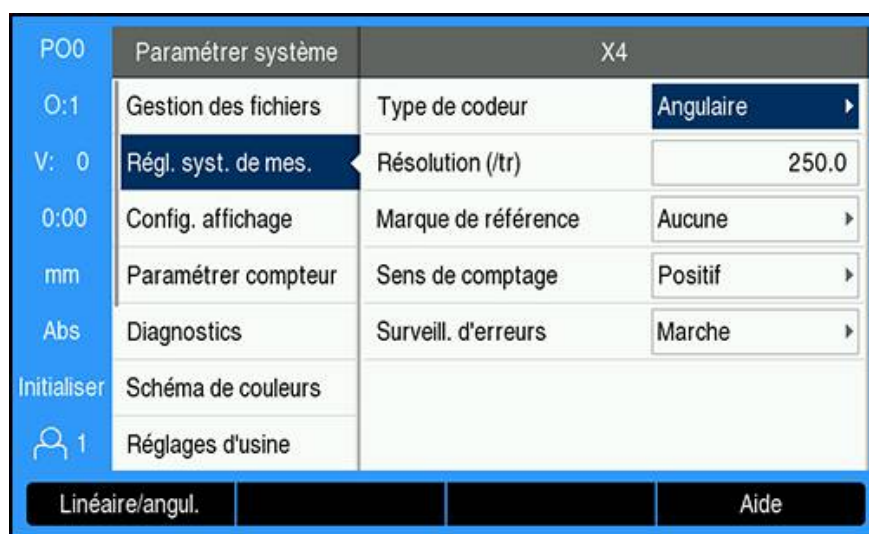 PO0 Paramétrer système X4
O:1 Gestion des fichiers Type de codeur Angulaire
V: 0 Régl. syst. de mes. Résolution (/tr) 250.0
0:00 Config. affichage Marque de référence Aucune
mm Paramétrer compteur Sens de comptage Positif
Abs Diagnostics Surveill. d'erreurs Marche
Initialiser Schéma de couleurs
1 Réglages d'usine
Linéaire/angul. Aide